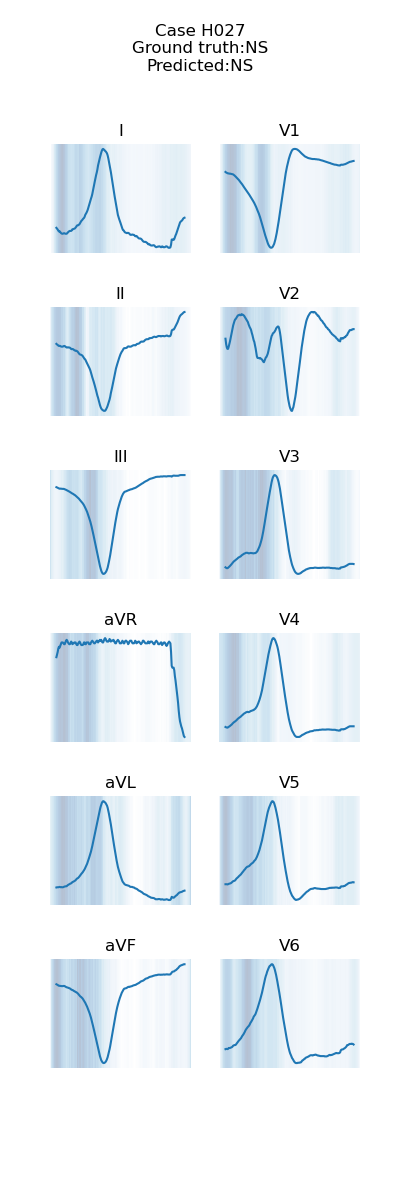 Case H027
Ground truth:NS
Predicted:NS
I
V1
II
V2
III
V3
aVR
V4
aVL
V5
aVF
V6